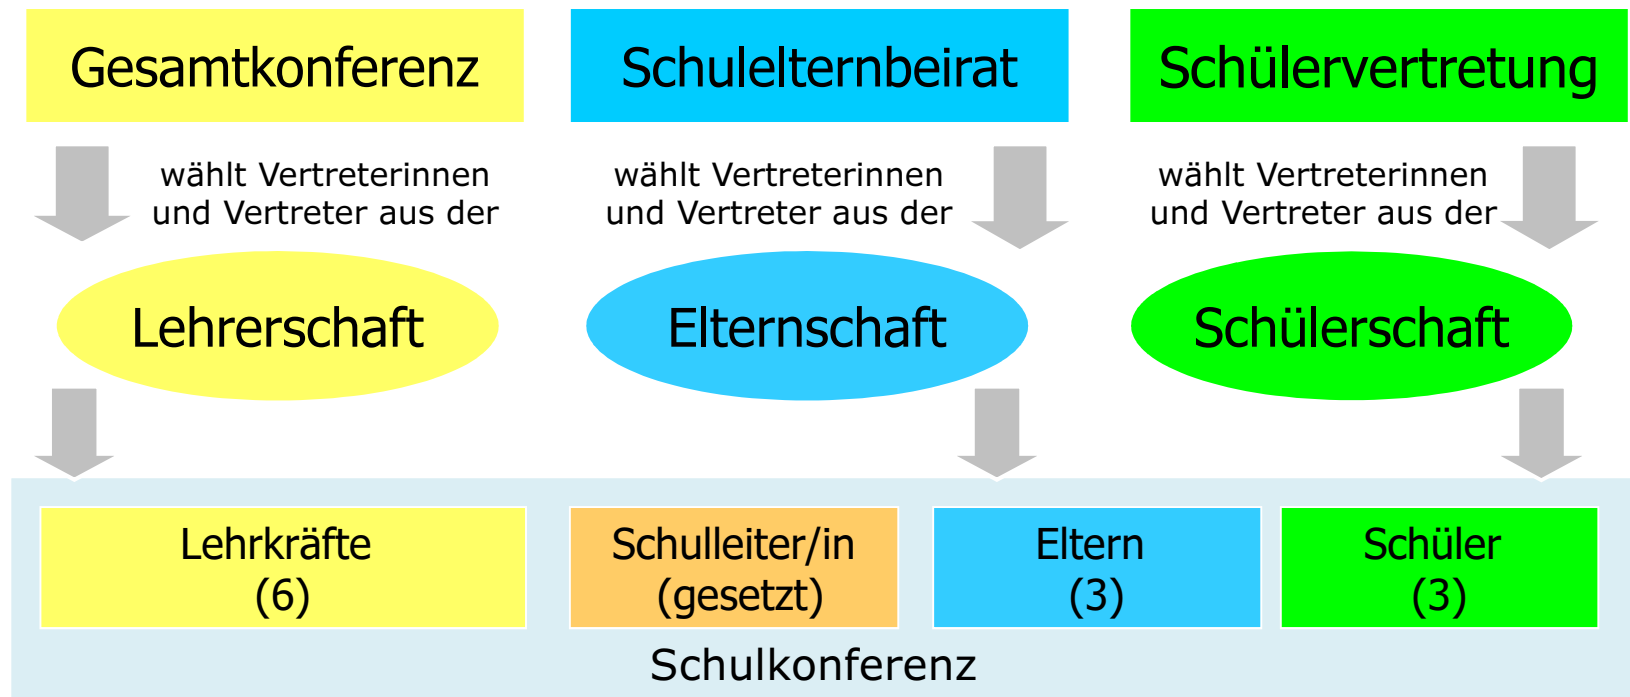 Gesamtkonferenz
Schulelternbeirat
Schülervertretung
wählt Vertreterinnen
und Vertreter aus der
wählt Vertreterinnen
und Vertreter aus der
wählt Vertreterinnen
und Vertreter aus der
Lehrerschaft
Elternschaft
Schülerschaft
Lehrkräfte
(6)
Schulleiter/in
(gesetzt)
Eltern
(3)
Schüler
(3)
Schulkonferenz